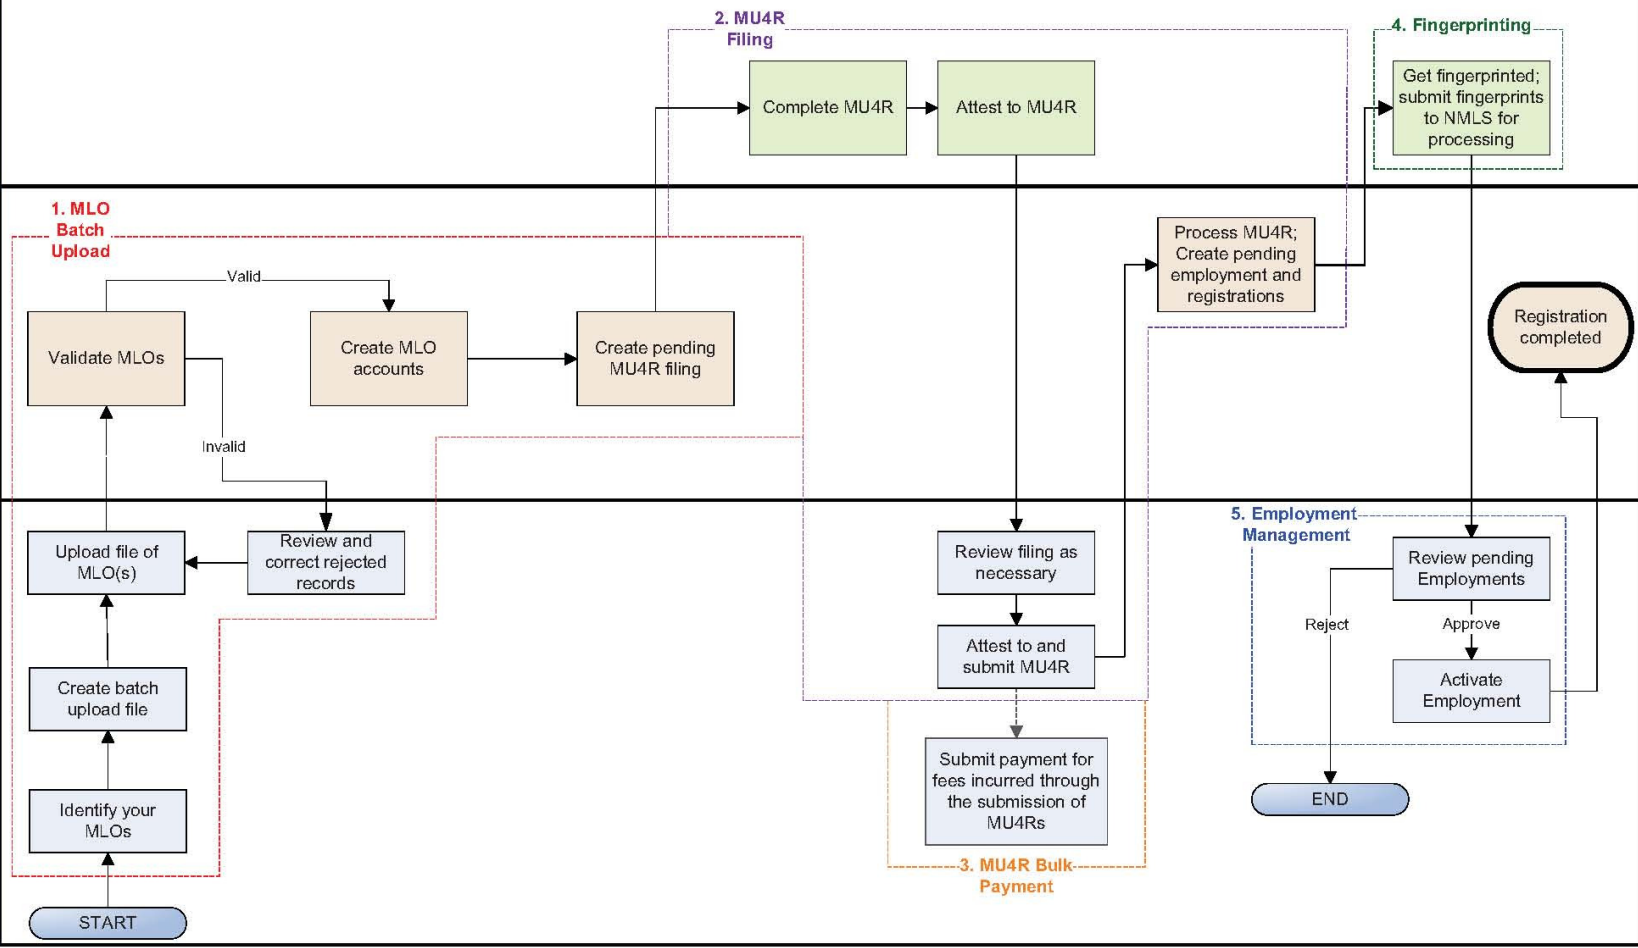 2. MU4R
Filing
4. Fingerprinting
Complete MU4R
Attest to MU4R
Get fingerprinted;
submit fingerprints
to NMLS for
processing
1. MLO
Batch
Upload
Valid
Validate MLOs
Create MLO
accounts
Create pending
MU4R filing
Process MU4R;
Create pending
employment and
registrations
Registration
completed
Invalid
Upload file of
MLO(s)
Review and
correct rejected
records
Review filing as
necessary
5. Employment
Management
Review pending
Employments
Reject
Approve
Attest to and
submit MU4R
Create batch
upload file
Activate
Employment
Submit payment for
fees incurred through
the submission of
MU4Rs
Identify your
MLOs
END
3. MU4R Bulk
Payment
START